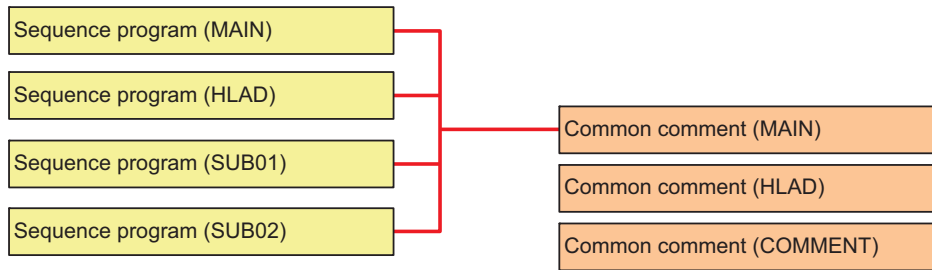 Sequence program (MAIN)
Sequence program (HLAD)
Sequence program (SUB01)
Sequence program (SUB02)
Common comment (MAIN)
Common comment (HLAD)
Common comment (COMMENT)